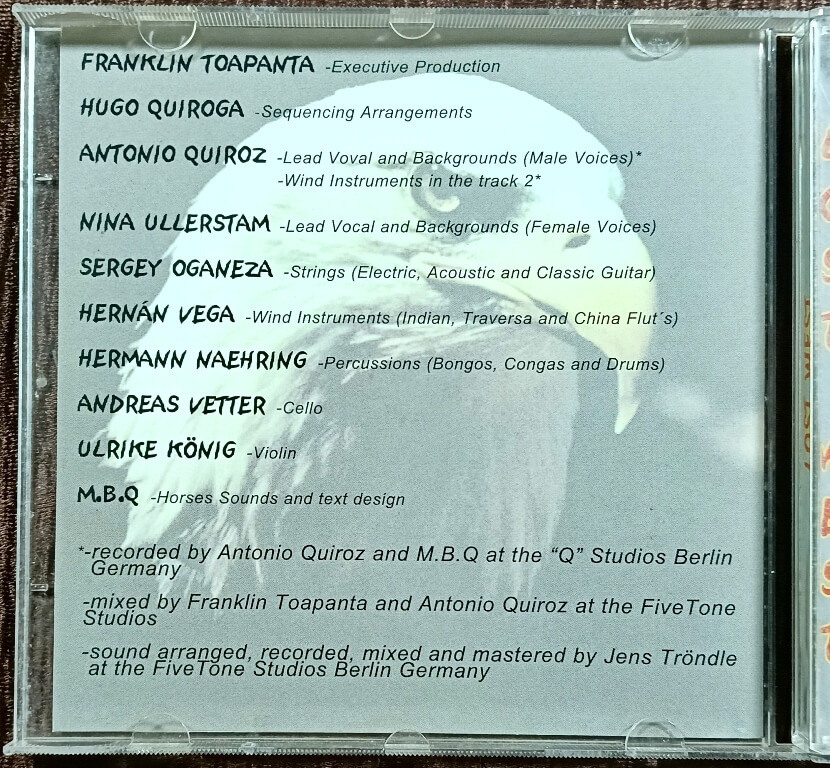 FRANKLIN TOAPANTA -Executive Production
HUGO QUIROGA -Sequencing Arrangements
ANTONIO QUIROZ -Lead Voval and Backgrounds (Male Voices)*
-Wind Instruments in the track 2*
NINA ULLERSTAM -Lead Vocal and Backgrounds (Female Voices)
SERGEY OGANEZA -Strings (Electric, Acoustic and Classic Guitar)
HERNÁN VEGA -Wind Instruments (Indian, Traversa and China Flut´s)
HERMANN NAEHRING -Percussions (Bongos, Congas and Drums)
ANDREAS VETTER -Cello
ULRIKE KÖNIG -Violin
M.B.Q -Horses Sounds and text design
*-recorded by Antonio Quiroz and M.B.Q at the “Q” Studios Berlin
Germany
-mixed by Franklin Toapanta and Antonio Quiroz at the FiveTone
Studios
-sound arranged, recorded, mixed and mastered by Jens Tröndle
at the FiveTone Studios Berlin Germany